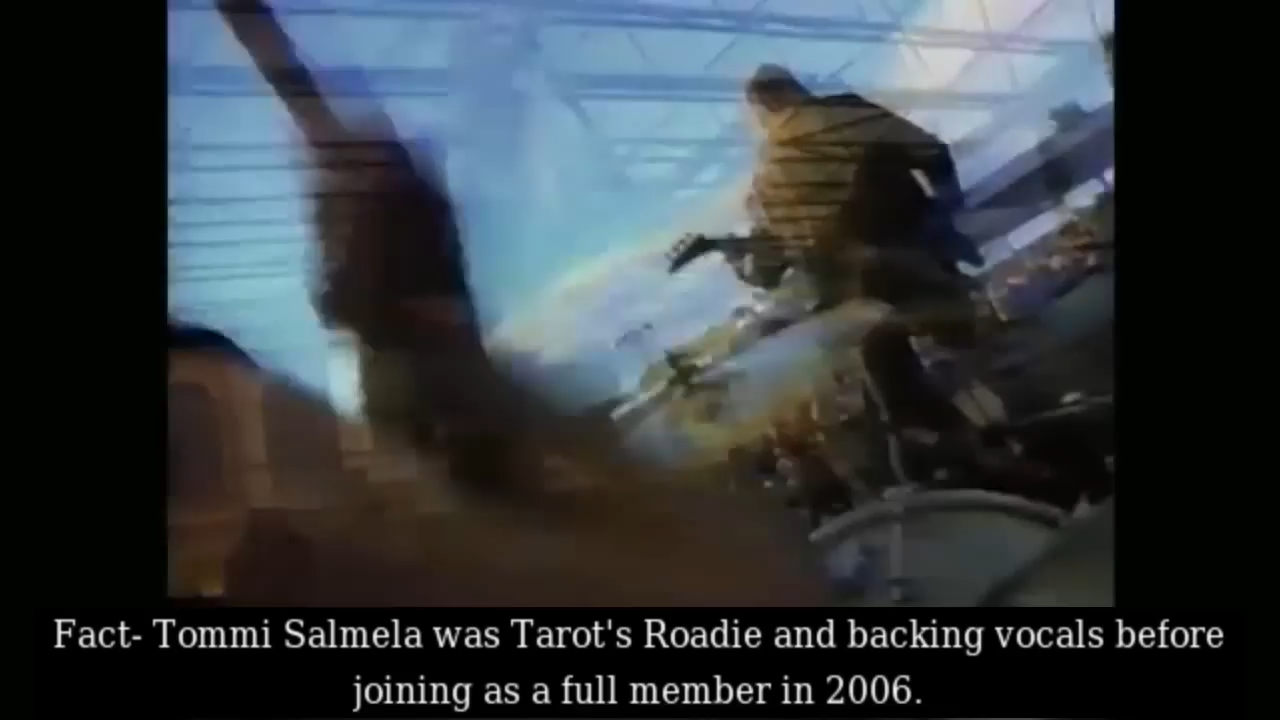 Fact- Tommi Salmela was Tarot's Roadie and backing vocals before
joining as a full member in 2006.